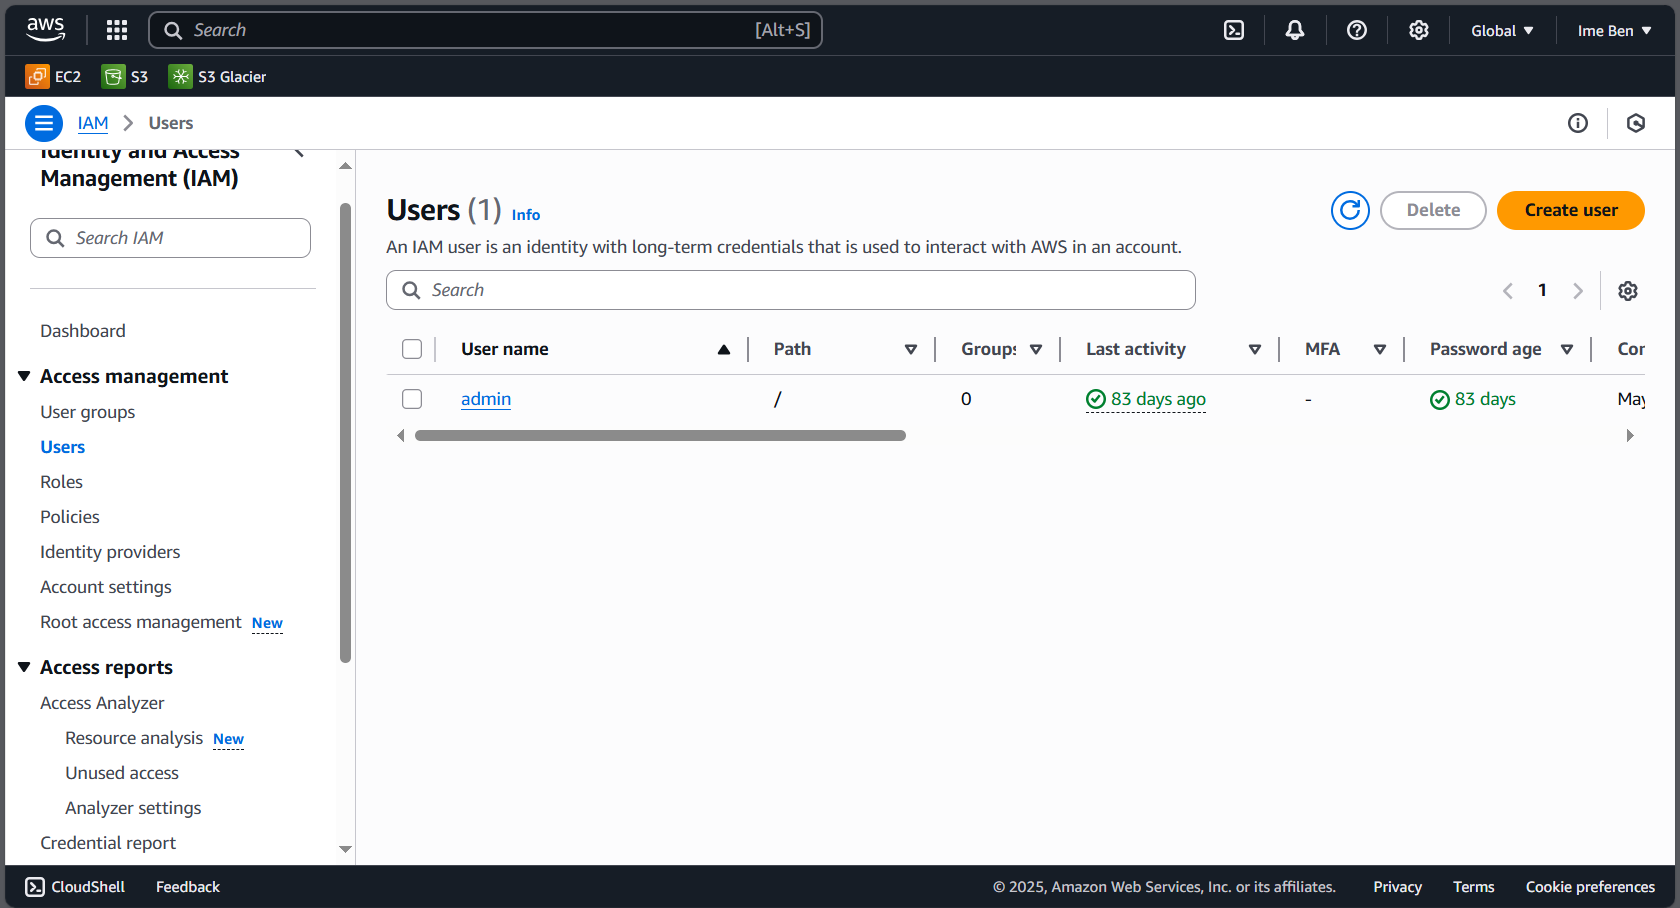 aws
Search [Alt+S]
Global
Ime Ben
EC2
S3
S3 Glacier
IAM
Users
Identity and Access
Management (IAM)
Search IAM
Dashboard
Access management
User groups
Users
Roles
Policies
Identity providers
Account settings
Root access management New
Access reports
Access Analyzer
Resource analysis New
Unused access
Analyzer settings
Credential report
Users (1) Info
An IAM user is an identity with long-term credentials that is used to interact with AWS in an account.
Delete
Create user
Search
1
User name Path Groups Last activity MFA Password age Con
admin / 0 83 days ago - 83 days May
CloudShell
Feedback
© 2025, Amazon Web Services, Inc. or its affiliates.
Privacy
Terms
Cookie preferences